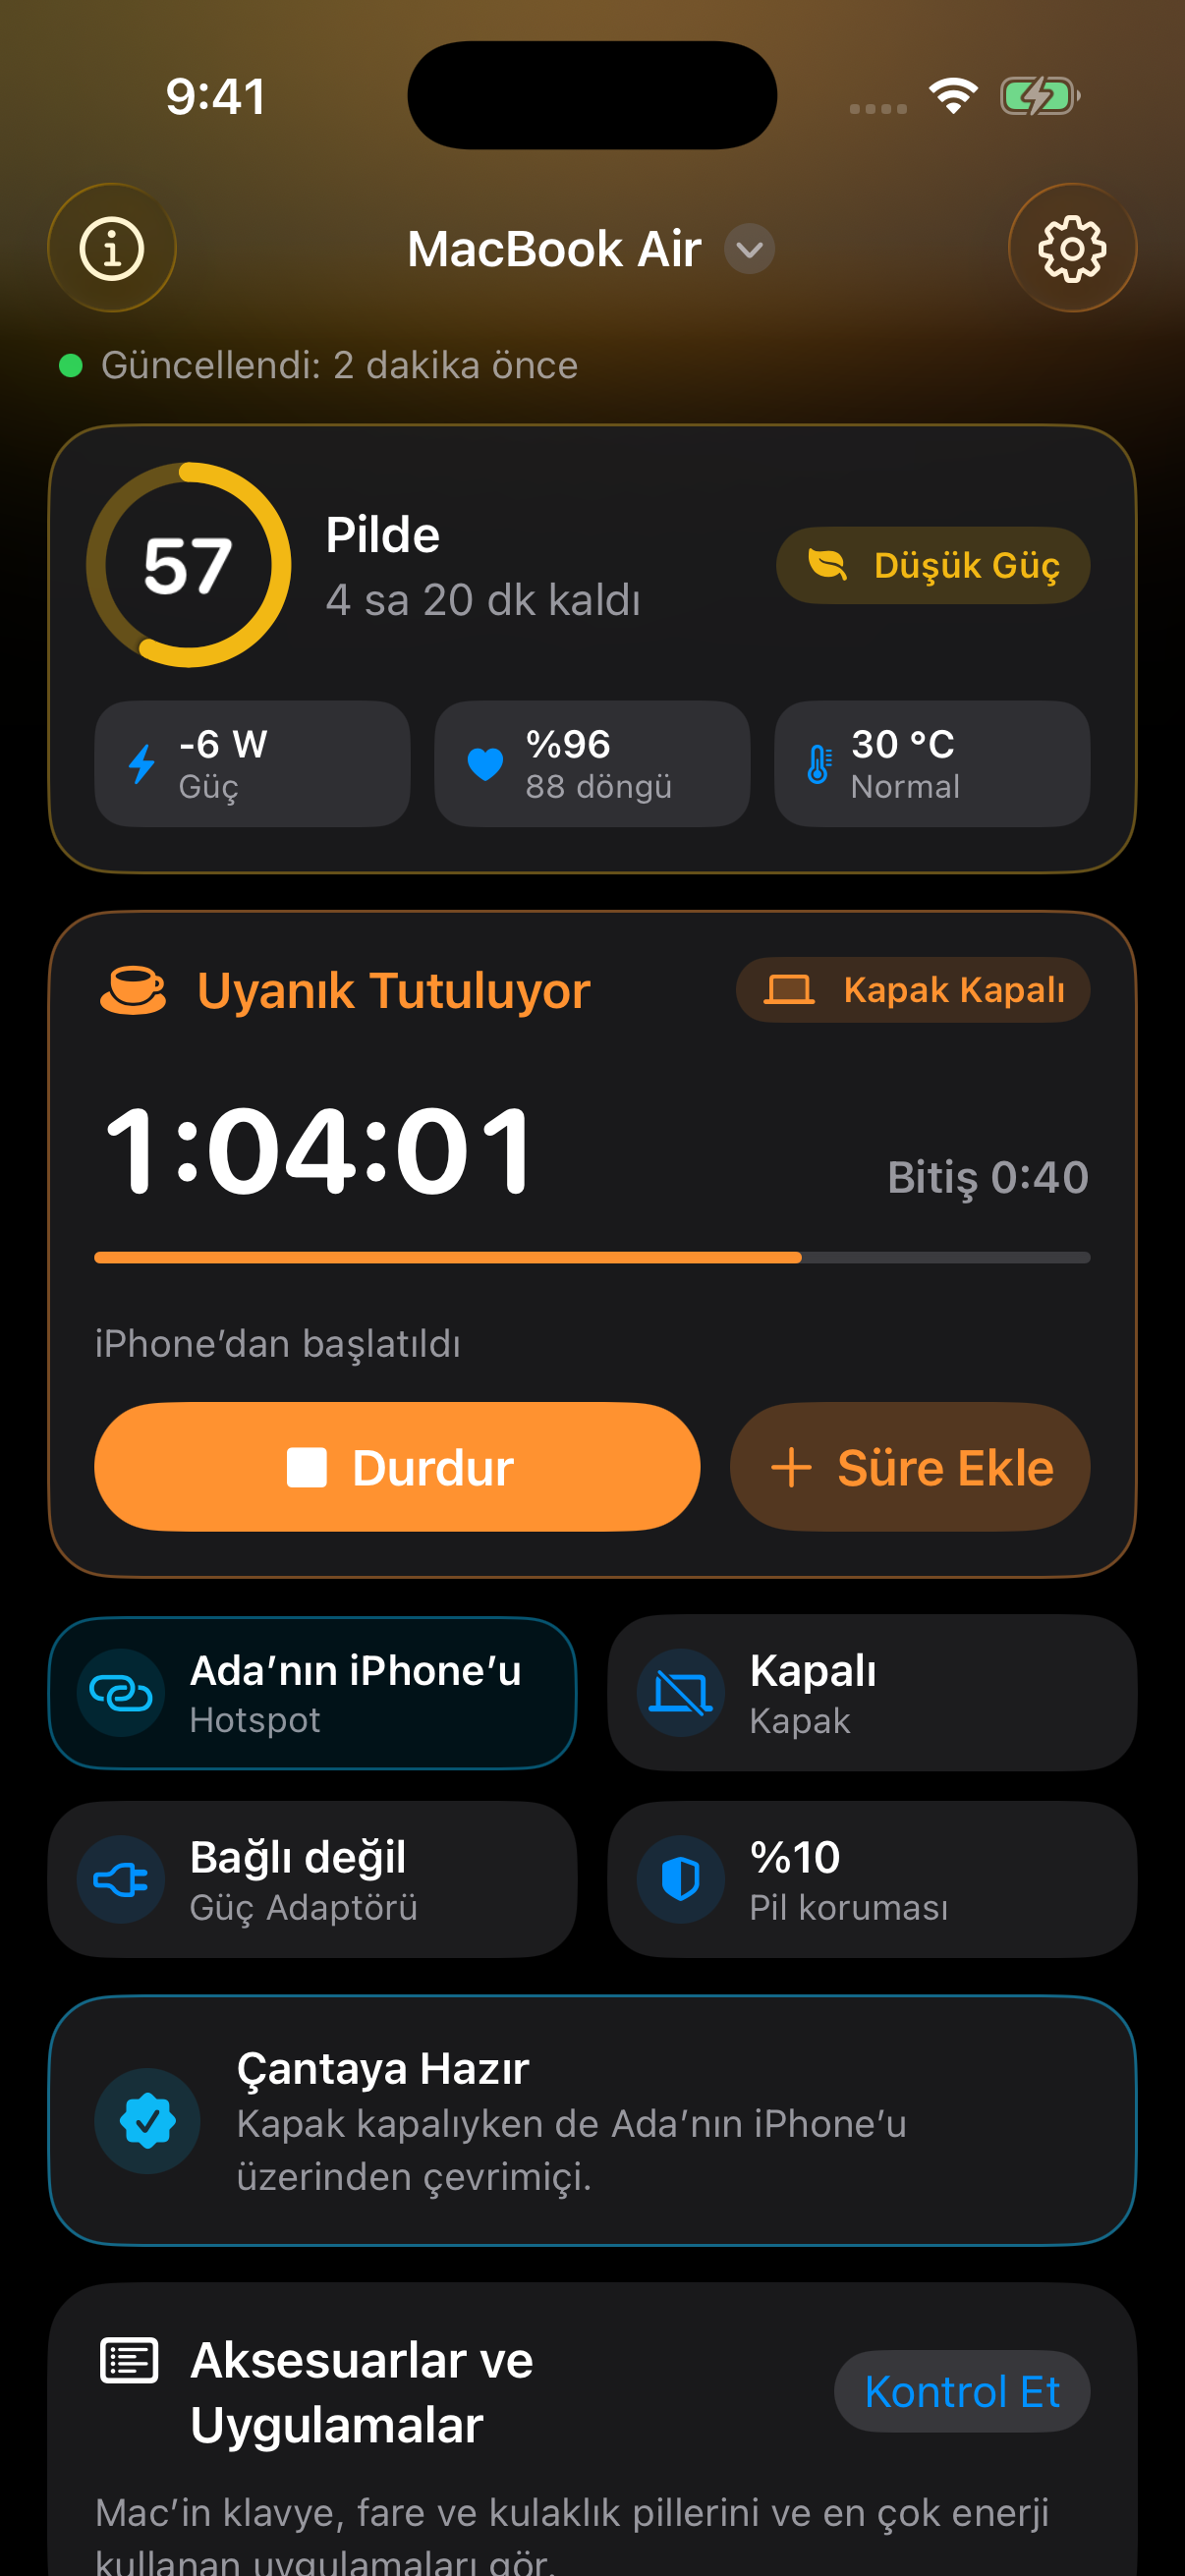 9:41
MacBook Air
Güncellendi: 2 dakika önce
57
Pilde
4 sa 20 dk kaldı
Düşük Güç
-6 W
Güç
%96
88 döngü
30 °C
Normal
Uyanık Tutuluyor
Kapak Kapalı
1:04:01
Bitiş 0:40
iPhone’dan başlatıldı
Durdur
Süre Ekle
Ada’nın iPhone’u
Hotspot
Kapalı
Kapak
Bağlı değil
Güç Adaptörü
%10
Pil koruması
Çantaya Hazır
Kapak kapalıyken de Ada’nın iPhone’u
üzerinden çevrimiçi.
Aksesuarlar ve
Uygulamalar
Kontrol Et
Mac’in klavye, fare ve kulaklık pillerini ve en çok enerji
kullanan uygulamaları gör.